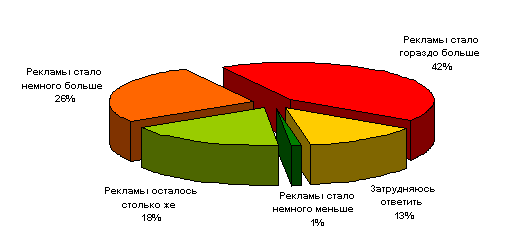 Рекламы стало
гораздо больше
42%
Рекламы стало
немного больше
26%
Рекламы осталось
столько же
18%
Рекламы стало
немного меньше
1%
Затрудняюсь
ответить
13%